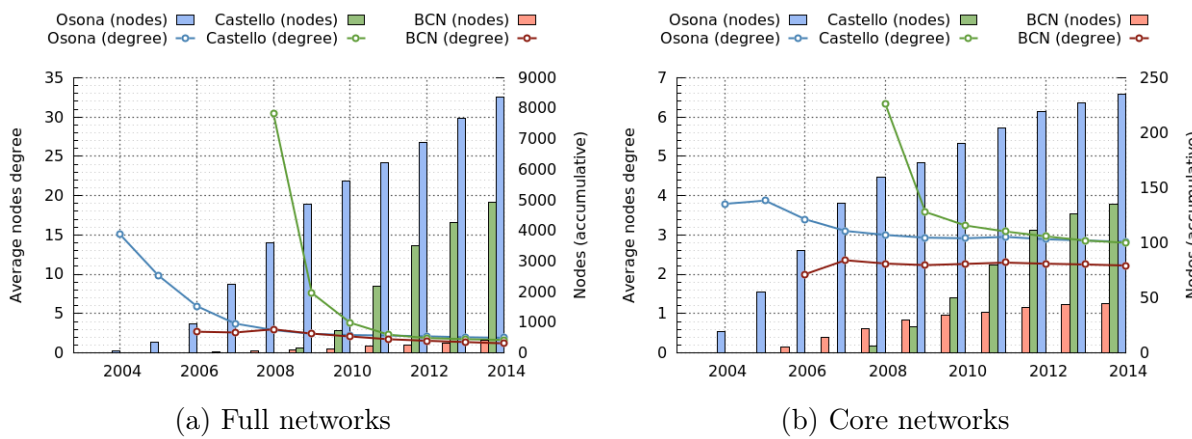 Osona (nodes) Castello (nodes) BCN (nodes)
Osona (degree) Castello (degree) BCN (degree)
35 9000
30 8000
25 7000
20 6000
15 5000
10 4000
5 3000
0 2000
1000
0
Average nodes degree
Nodes (accumulative)
2004 2006 2008 2010 2012 2014
(a) Full networks
Osona (nodes) Castello (nodes) BCN (nodes)
Osona (degree) Castello (degree) BCN (degree)
7 250
6 200
5 150
4 100
3 50
2 0
1
0
Average nodes degree
Nodes (accumulative)
2004 2006 2008 2010 2012 2014
(b) Core networks